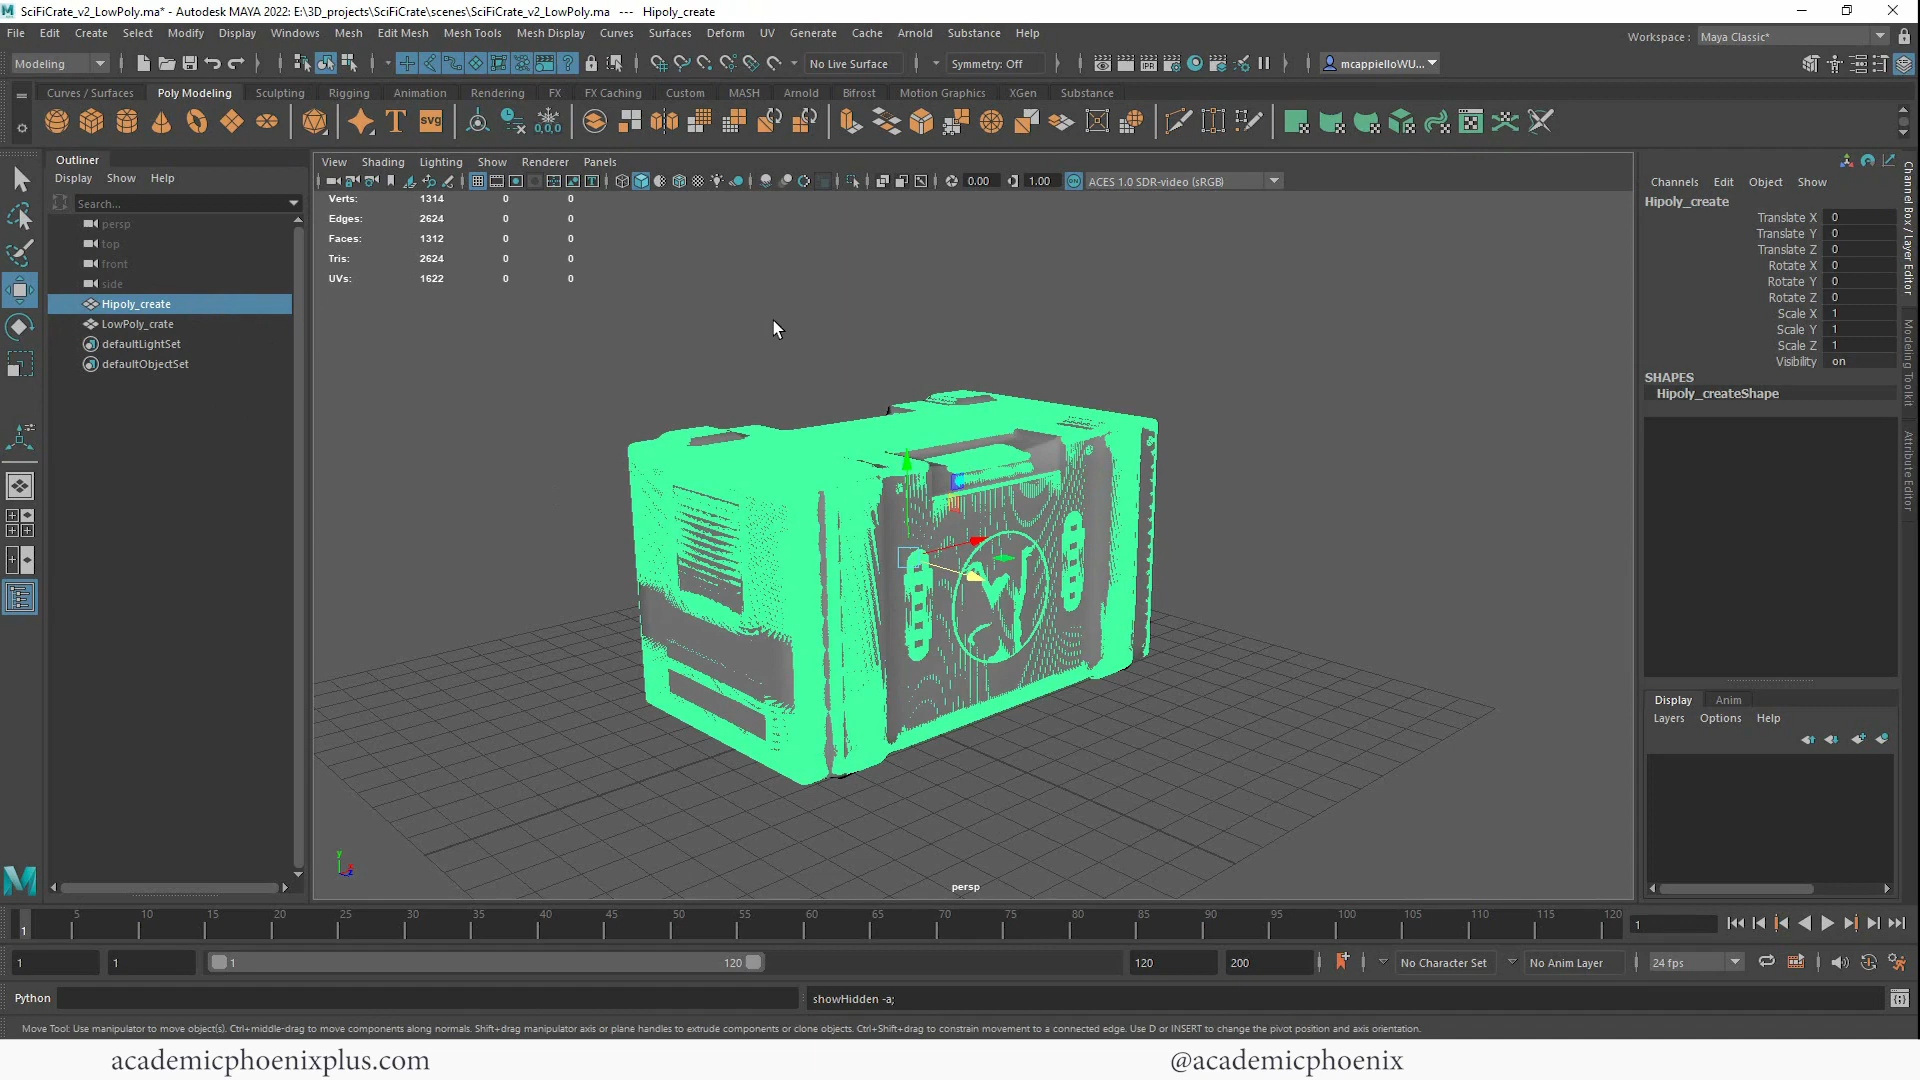 SciFiCrate_v2_LowPoly.ma* - Autodesk MAYA 2022: E:\3D_projects\SciFiCrate\scenes\SciFiCrate_v2_LowPoly.ma --- Hipoly_create
File Edit Create Select Modify Display Windows Mesh Edit Mesh Mesh Tools Mesh Display Curves Surfaces Deform UV Generate Cache Arnold Substance Help
Workspace : Maya Classic*
Modeling No Live Surface Symmetry: Off mcappielloWU...
Curves / Surfaces Poly Modeling Sculpting Rigging Animation Rendering FX FX Caching Custom MASH Arnold Bifrost Motion Graphics XGen Substance
Outliner
Display Show Help
Search...
persp
top
front
side
Hipoly_create
LowPoly_crate
defaultLightSet
defaultObjectSet
View Shading Lighting Show Renderer Panels
0.00 1.00 ACES 1.0 SDR-video (sRGB)
Verts: 1314 0 0
Edges: 2624 0 0
Faces: 1312 0 0
Tris: 2624 0 0
UVs: 1622 0 0
persp
Channels Edit Object Show
Hipoly_create
Translate X 0
Translate Y 0
Translate Z 0
Rotate X 0
Rotate Y 0
Rotate Z 0
Scale X 1
Scale Y 1
Scale Z 1
Visibility on
SHAPES
Hipoly_createShape
Channel Box / Layer Editor
Modeling Toolkit
Attribute Editor
Display Anim
Layers Options Help
5 10 15 20 25 30 35 40 45 50 55 60 65 70 75 80 85 90 95 100 105 110 115 120
1 1
1 1 1 120 120 200 No Character Set No Anim Layer 24 fps
Python showHidden -a;
Move Tool: Use manipulator to move object(s). Ctrl+middle-drag to move components along normals. Shift+drag manipulator axis or plane handles to extrude components or clone objects. Ctrl+Shift+drag to constrain movement to a connected edge. Use D or INSERT to change the pivot position and axis orientation.
academicphoenixplus.com @academicphoenix